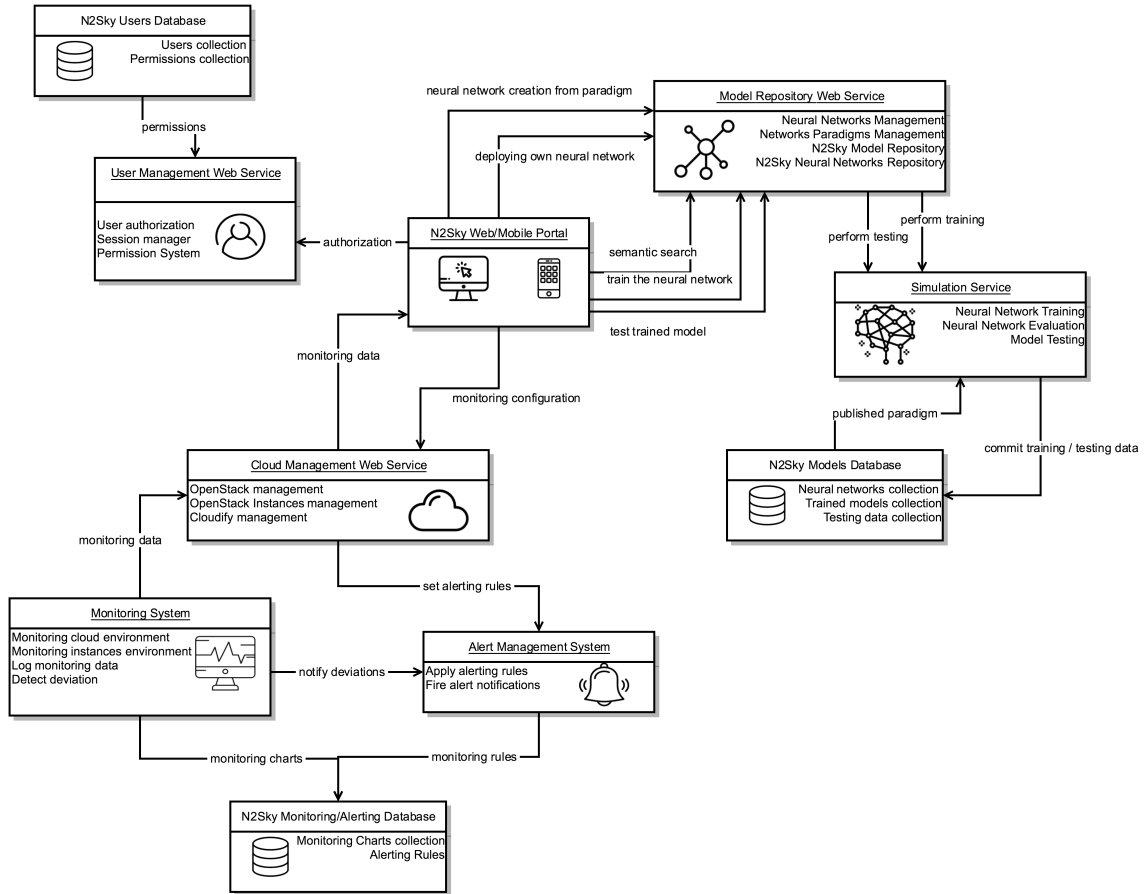 N2Sky Users Database
Users collection
Permissions collection
permissions
User Management Web Service
User authorization
Session manager
Permission System
authorization
neural network creation from paradigm
deploying own neural network
Model Repository Web Service
Neural Networks Management
Networks Paradigms Management
N2Sky Model Repository
N2Sky Neural Networks Repository
N2Sky Web/Mobile Portal
semantic search
train the neural network
test trained model
perform training
perform testing
Simulation Service
Neural Network Training
Neural Network Evaluation
Model Testing
monitoring data
monitoring configuration
published paradigm
commit training / testing data
Cloud Management Web Service
OpenStack management
OpenStack Instances management
Cloudify management
N2Sky Models Database
Neural networks collection
Trained models collection
Testing data collection
monitoring data
set alerting rules
Monitoring System
Monitoring cloud environment
Monitoring instances environment
Log monitoring data
Detect deviation
notify deviations
Alert Management System
Apply alerting rules
Fire alert notifications
monitoring charts
monitoring rules
N2Sky Monitoring/Alerting Database
Monitoring Charts collection
Alerting Rules